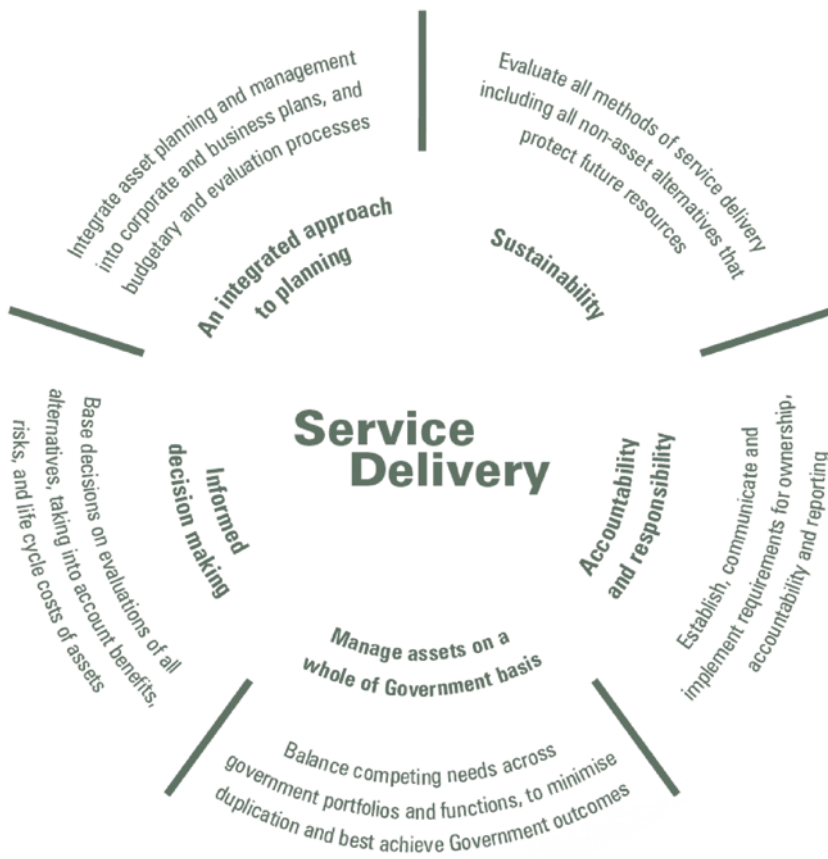 Integrate asset planning and management
into corporate and business plans, and
budgetary and evaluation processes
An integrated approach
to planning
Evaluate all methods of service delivery
including all non-asset alternatives that
protect future resources
Sustainability
Service
Delivery
Accountability
and responsibility
Establish, communicate and
implement requirements for ownership,
accountability and reporting
Manage assets on a
whole of Government basis
Balance competing needs across
government portfolios and functions, to minimise
duplication and best achieve Government outcomes
Informed
decision making
Base decisions on evaluations of all
alternatives, taking into account benefits,
risks, and life cycle costs of assets